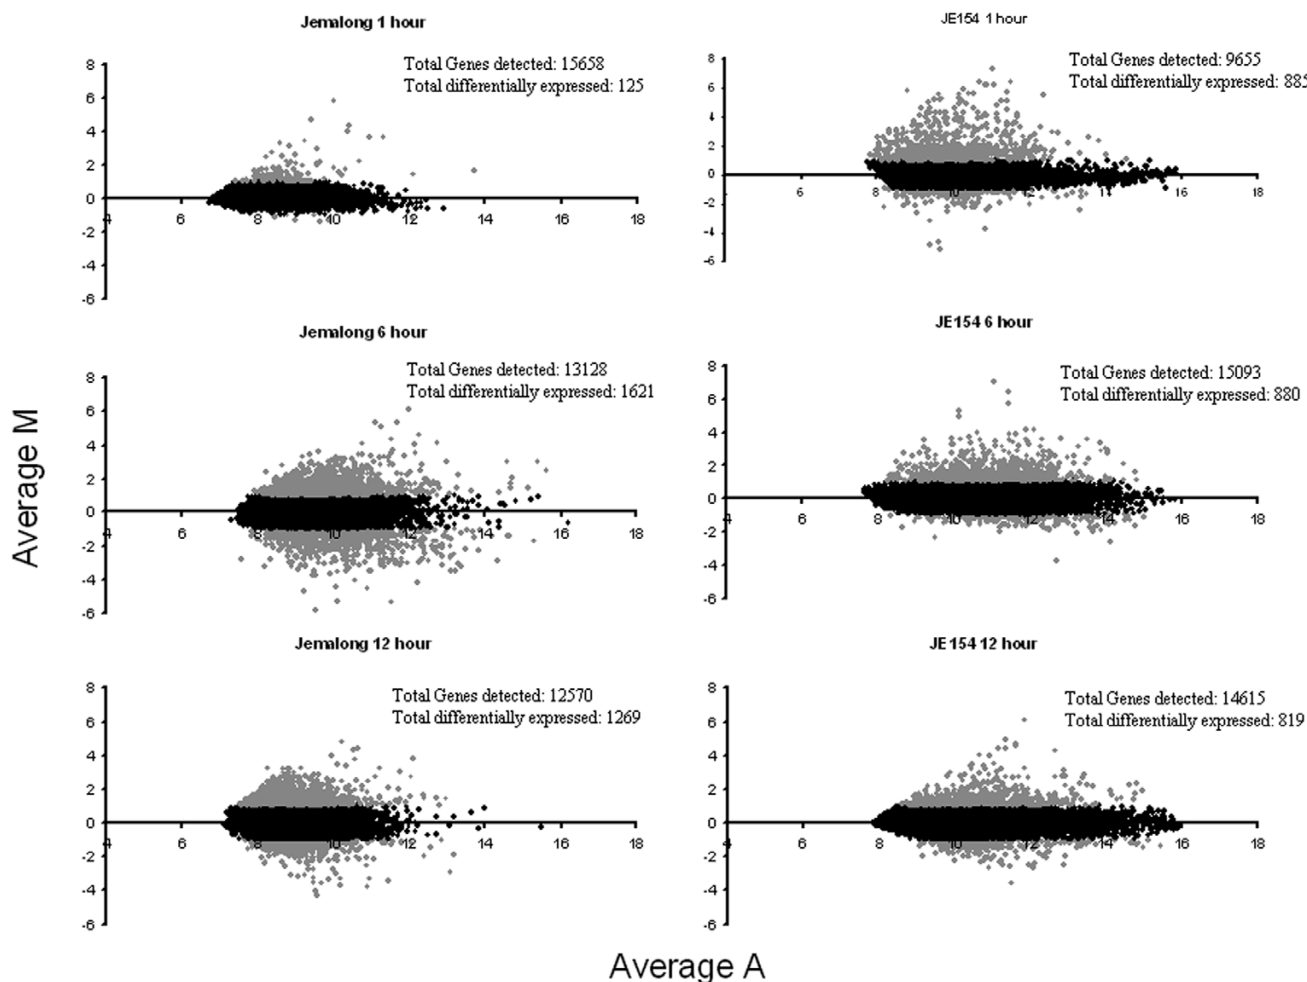 Jemalong 1 hour
Total Genes detected: 15658
Total differentially expressed: 125
8
6
4
2
0
-2
-4
-6
4 6 8 10 12 14 16 18
JE154 1 hour
Total Genes detected: 9655
Total differentially expressed: 885
8
6
4
2
0
-2
-4
-6
6 8 10 12 14 16 18
Jemalong 6 hour
Total Genes detected: 13128
Total differentially expressed: 1621
8
6
4
2
0
-2
-4
-6
4 6 8 10 12 14 16 18
JE154 6 hour
Total Genes detected: 15093
Total differentially expressed: 880
8
6
4
2
0
-2
-4
-6
4 6 8 10 12 14 16 18
Jemalong 12 hour
Total Genes detected: 12570
Total differentially expressed: 1269
8
6
4
2
0
-2
-4
-6
4 6 8 10 12 14 16 18
JE154 12 hour
Total Genes detected: 14615
Total differentially expressed: 819
8
6
4
2
0
-2
-4
-6
4 6 8 10 12 14 16 18
Average M
Average A